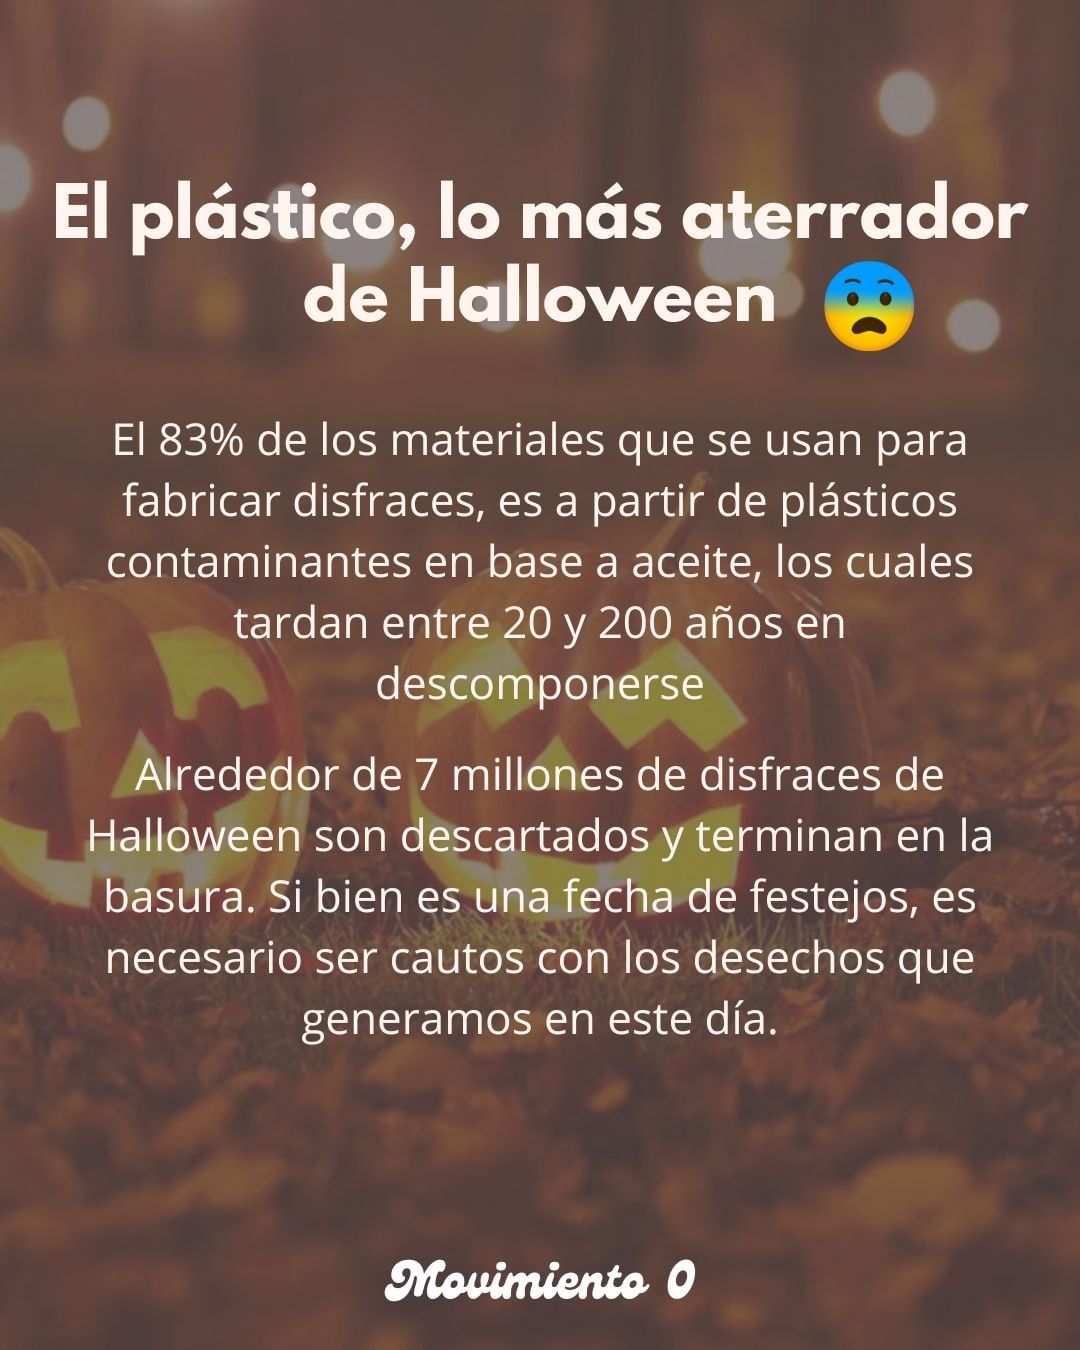 El plástico, lo más aterrador
de Halloween 😨
El 83% de los materiales que se usan para
fabricar disfraces, es a partir de plásticos
contaminantes en base a aceite, los cuales
tardan entre 20 y 200 años en
descomponerse
Alrededor de 7 millones de disfraces de
Halloween son descartados y terminan en la
basura. Si bien es una fecha de festejos, es
necesario ser cautos con los desechos que
generamos en este día.
Movimiento 0